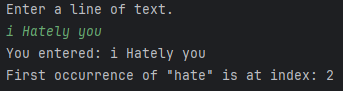 Enter a line of text.
i Hately you
You entered: i Hately you
First occurrence of "hate" is at index: 2